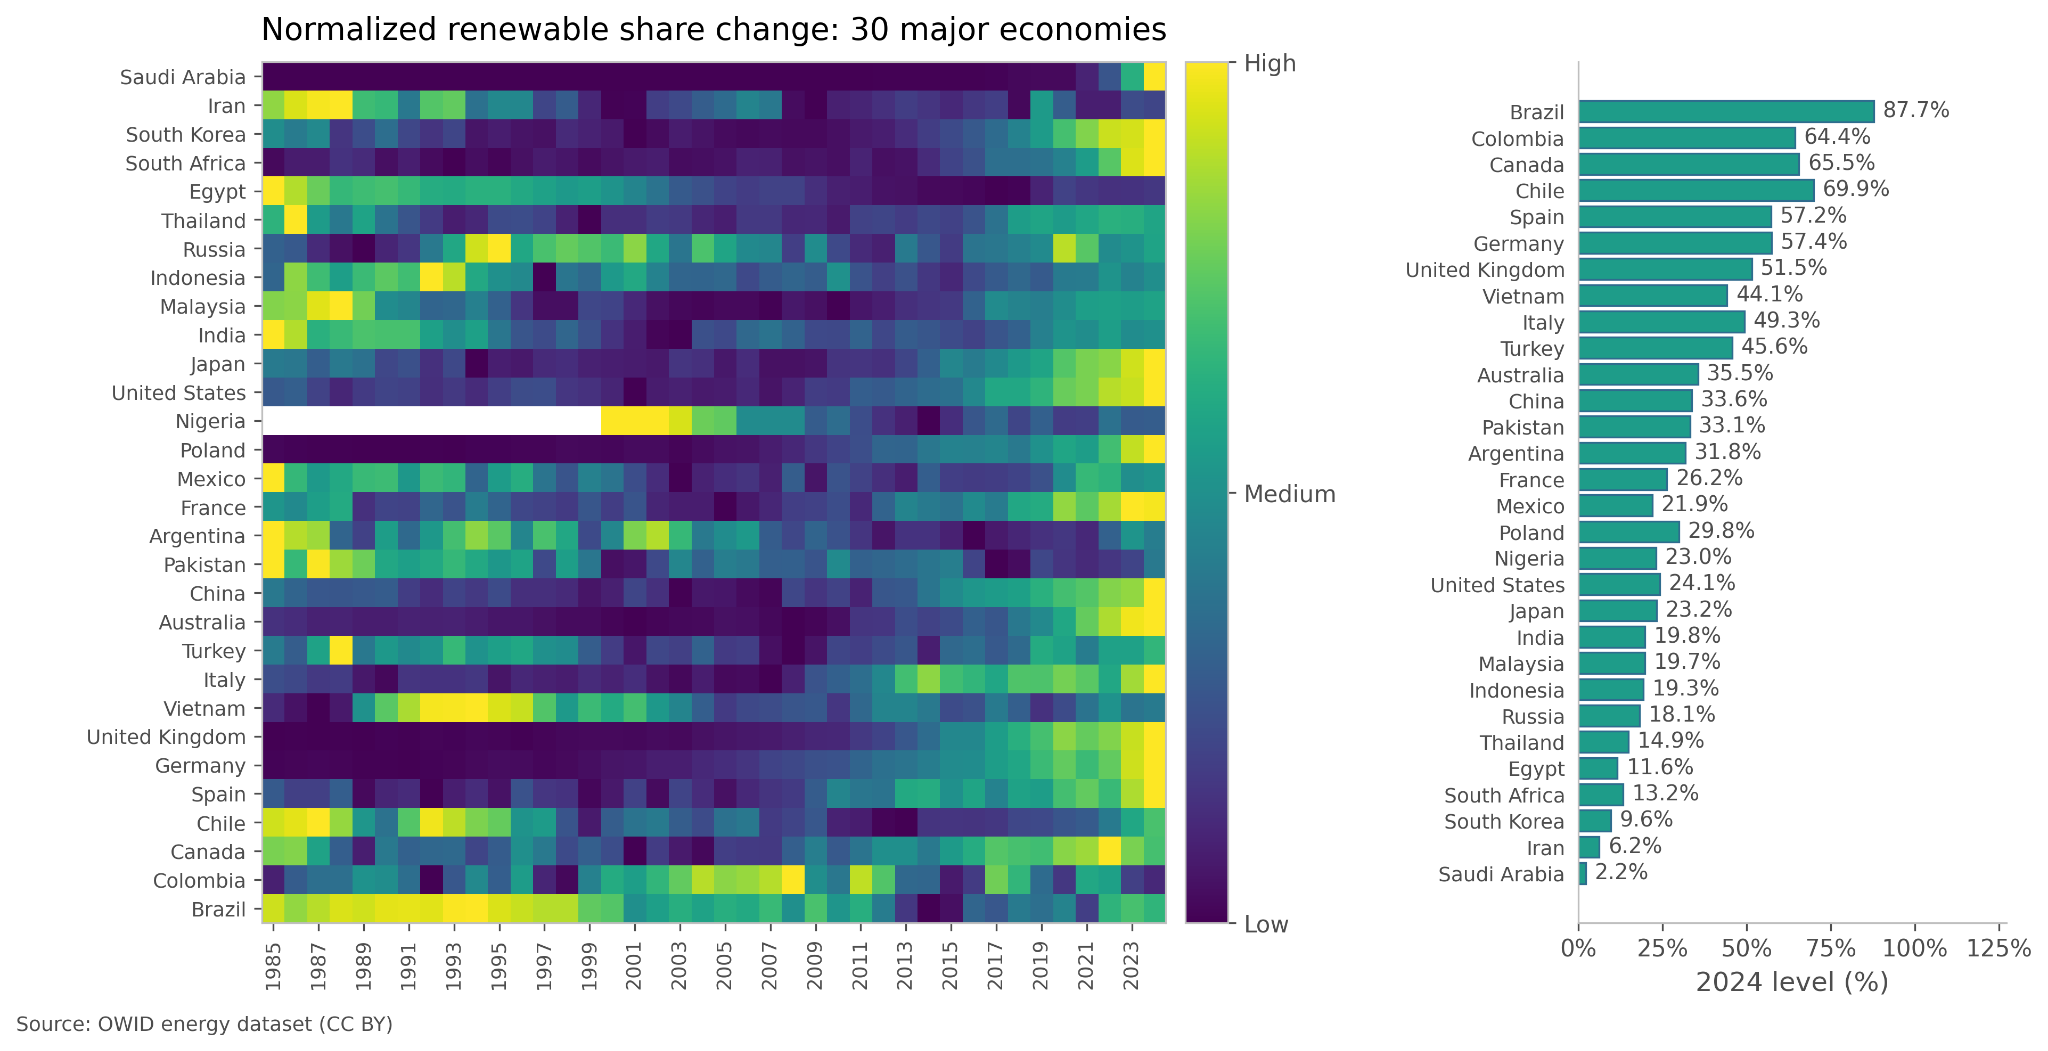 Normalized renewable share change: 30 major economies
Saudi Arabia
Iran
South Korea
South Africa
Egypt
Thailand
Russia
Indonesia
Malaysia
India
Japan
United States
Nigeria
Poland
Mexico
France
Argentina
Pakistan
China
Australia
Turkey
Italy
Vietnam
United Kingdom
Germany
Spain
Chile
Canada
Colombia
Brazil
1985
1987
1989
1991
1993
1995
1997
1999
2001
2003
2005
2007
2009
2011
2013
2015
2017
2019
2021
2023
High
Medium
Low
Brazil 87.7%
Colombia 64.4%
Canada 65.5%
Chile 69.9%
Spain 57.2%
Germany 57.4%
United Kingdom 51.5%
Vietnam 44.1%
Italy 49.3%
Turkey 45.6%
Australia 35.5%
China 33.6%
Pakistan 33.1%
Argentina 31.8%
France 26.2%
Mexico 21.9%
Poland 29.8%
Nigeria 23.0%
United States 24.1%
Japan 23.2%
India 19.8%
Malaysia 19.7%
Indonesia 19.3%
Russia 18.1%
Thailand 14.9%
Egypt 11.6%
South Africa 13.2%
South Korea 9.6%
Iran 6.2%
Saudi Arabia 2.2%
0% 25% 50% 75% 100% 125%
2024 level (%)
Source: OWID energy dataset (CC BY)